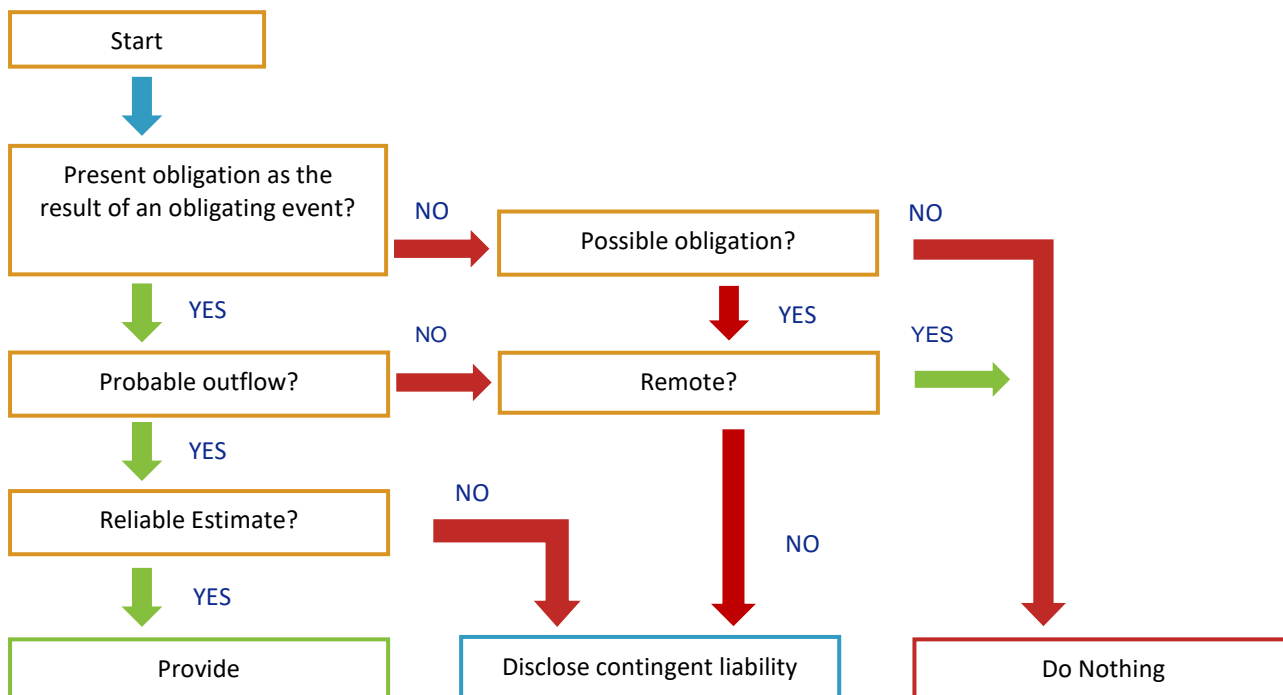 Start
Present obligation as the
result of an obligating event?
NO
Possible obligation?
NO
YES
YES
Probable outflow?
NO
Remote?
YES
YES
Reliable Estimate?
NO
NO
YES
Provide
Disclose contingent liability
Do Nothing